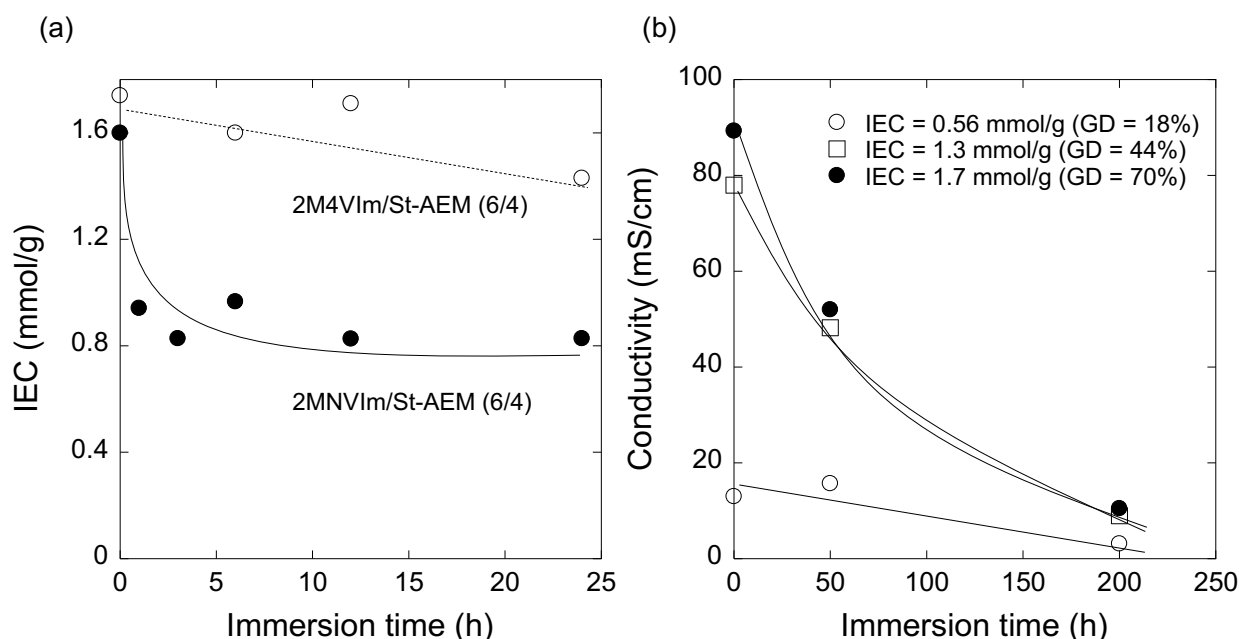 (a)
IEC (mmol/g)
1.6
1.2
0.8
0.4
0
2M4VIm/St-AEM (6/4)
2MNVIm/St-AEM (6/4)
0 5 10 15 20 25
Immersion time (h)
(b)
Conductivity (mS/cm)
100
80
60
40
20
0
IEC = 0.56 mmol/g (GD = 18%)
IEC = 1.3 mmol/g (GD = 44%)
IEC = 1.7 mmol/g (GD = 70%)
0 50 100 150 200 250
Immersion time (h)